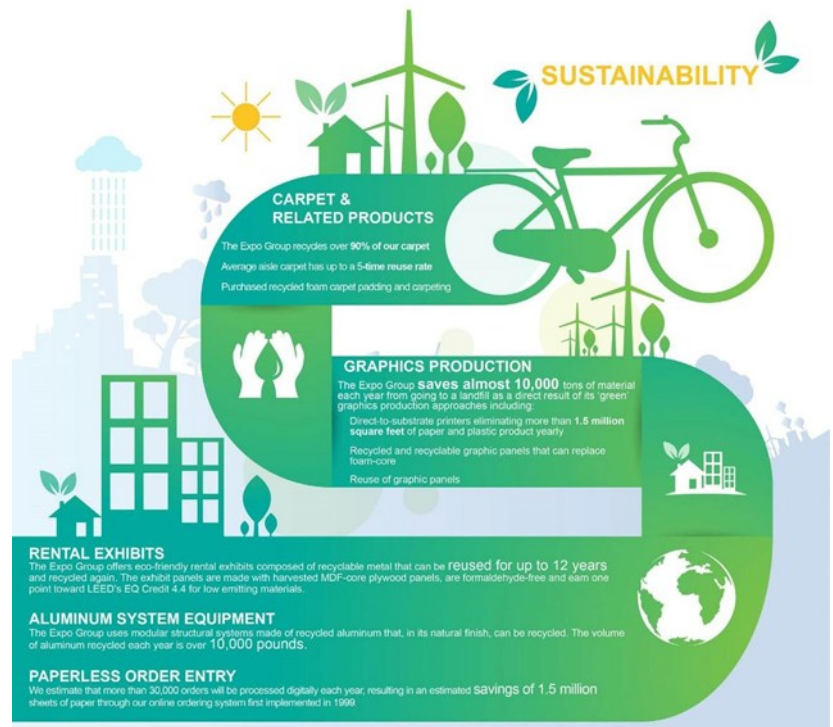 SUSTAINABILITY
CARPET &
RELATED PRODUCTS
The Expo Group recycles over 90% of our carpet
Average aisle carpet has up to a 5-time reuse rate
Purchased recycled foam carpet padding and carpeting
GRAPHICS PRODUCTION
The Expo Group saves almost 10,000 tons of material
each year from going to a landfill as a direct result of its 'green'
graphics production approaches including:
Direct-to-substrate printers eliminating more than 1.5 million
square feet of paper and plastic product yearly
Recycled and recyclable graphic panels that can replace
foam-core
Reuse of graphic panels
RENTAL EXHIBITS
The Expo Group offers eco-friendly rental exhibits composed of recyclable metal that can be reused for up to 12 years
and recycled again. The exhibit panels are made with harvested MDF-core plywood panels, are formaldehyde-free and earn one
point toward LEED's EQ Credit 4.4 for low emitting materials.
ALUMINUM SYSTEM EQUIPMENT
The Expo Group uses modular structural systems made of recycled aluminum that, in its natural finish, can be recycled. The volume
of aluminum recycled each year is over 10,000 pounds.
PAPERLESS ORDER ENTRY
We estimate that more than 30,000 orders will be processed digitally each year, resulting in an estimated savings of 1.5 million
sheets of paper through our online ordering system first implemented in 1999.